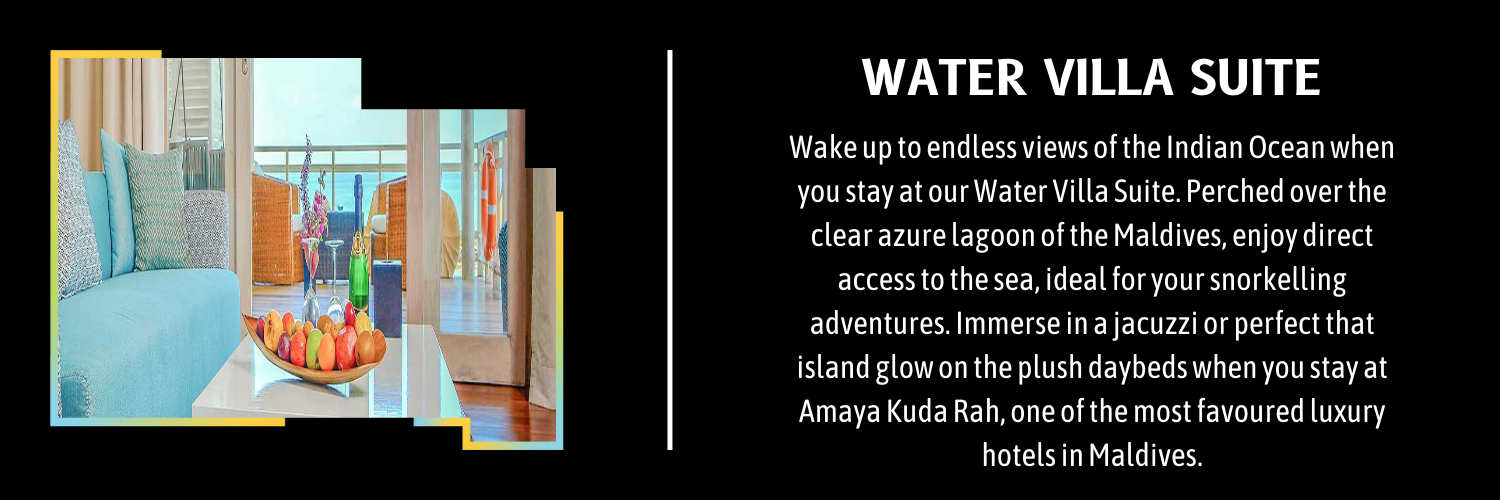 WATER VILLA SUITE
Wake up to endless views of the Indian Ocean when
you stay at our Water Villa Suite. Perched over the
clear azure lagoon of the Maldives, enjoy direct
access to the sea, ideal for your snorkelling
adventures. Immerse in a jacuzzi or perfect that
island glow on the plush daybeds when you stay at
Amaya Kuda Rah, one of the most favoured luxury
hotels in Maldives.